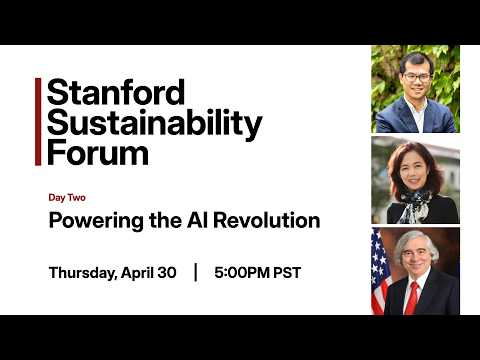 Stanford
Sustainability
Forum
Day Two
Powering the AI Revolution
Thursday, April 30 | 5:00PM PST